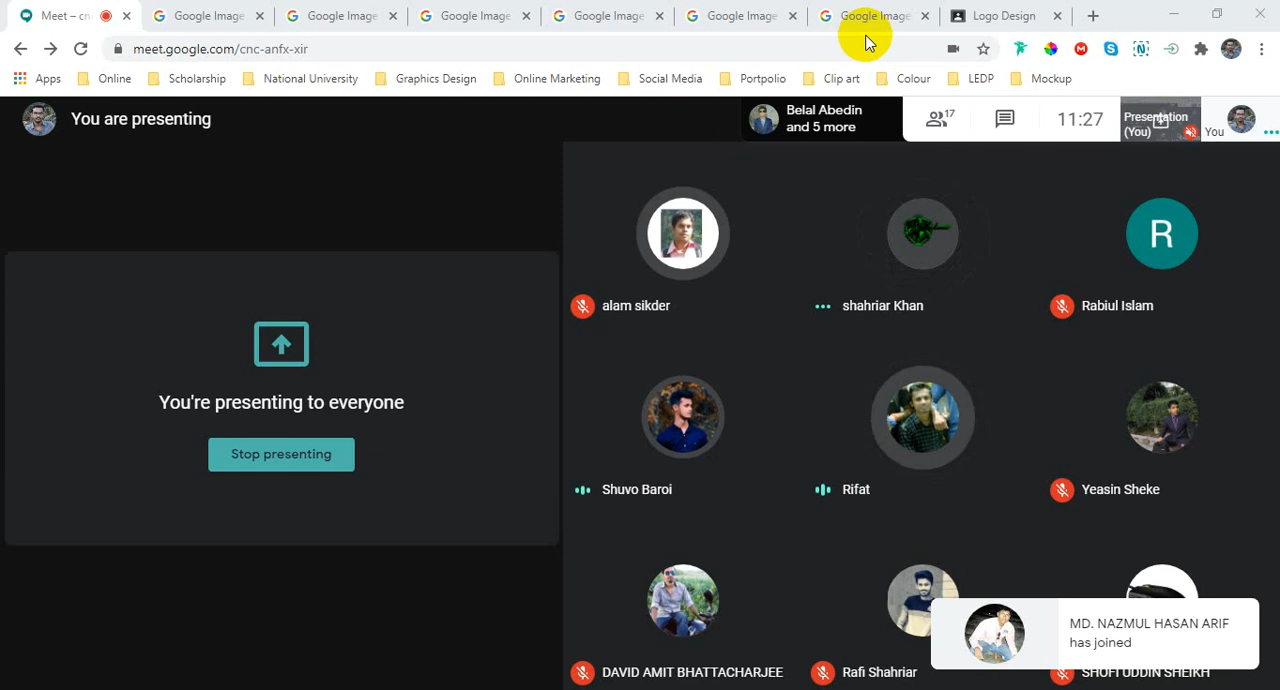 Meet – cn
Google Image
Google Image
Google Image
Google Image
Google Image
Google Image
Logo Design
meet.google.com/cnc-anfx-xir
Apps
Online
Scholarship
National University
Graphics Design
Online Marketing
Social Media
Portpolio
Clip art
Colour
LEDP
Mockup
You are presenting
Belal Abedin
and 5 more
17
11:27
Presentation
(You)
You
alam sikder
shahriar Khan
R
Rabiul Islam
You're presenting to everyone
Stop presenting
Shuvo Baroi
Rifat
Yeasin Sheke
MD. NAZMUL HASAN ARIF
has joined
DAVID AMIT BHATTACHARJEE
Rafi Shahriar
SHOFI UDDIN SHEIKH